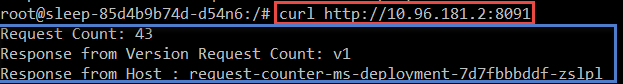 root@sleep-85d4b9b74d-d54n6:/# curl http://10.96.181.2:8091
Request Count: 43
Response from Version Request Count: v1
Response from Host : request-counter-ms-deployment-7d7fbbbddf-zslpl